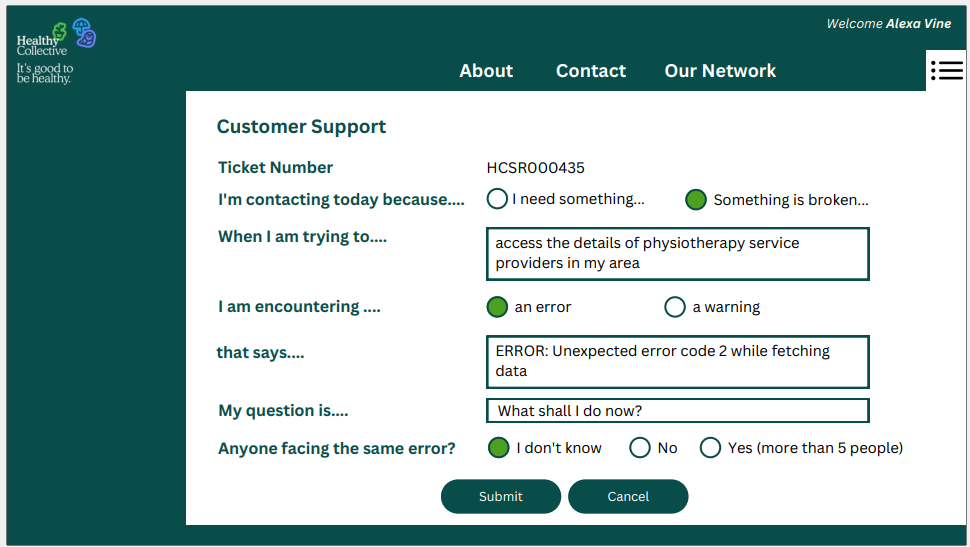 Healthy
Collective
It's good to
be healthy.
Welcome Alexa Vine
About Contact Our Network
Customer Support
Ticket Number HCSR000435
I'm contacting today because.... I need something... Something is broken...
When I am trying to.... access the details of physiotherapy service
providers in my area
I am encountering .... an error a warning
that says.... ERROR: Unexpected error code 2 while fetching
data
My question is.... What shall I do now?
Anyone facing the same error? I don't know No Yes (more than 5 people)
Submit Cancel